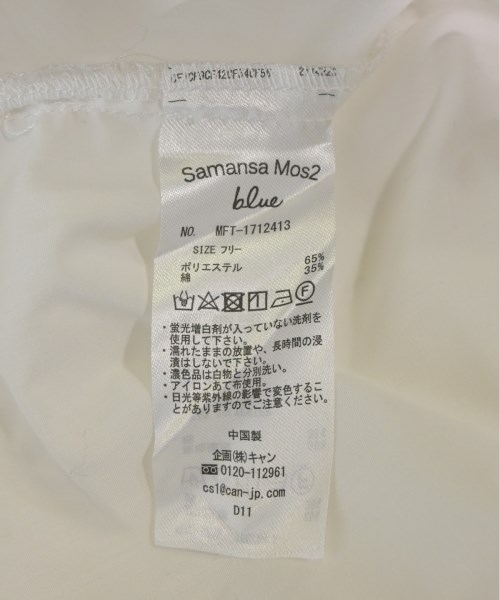 Samansa Mos2
blue
NO. MFT-1712413
SIZE フリー
ポリエステル 65%
綿 35%
・蛍光増白剤が入っていない洗剤を
使用して下さい。
・濡れたままの放置や、長時間の浸
漬はしないで下さい。
・濃色品は白物と分別洗い。
・アイロンあて布使用。
・日光等紫外線の影響で変色するこ
とがありますのでご注意ください。
中国製
企画(株)キャン
0120-112961
cs1@can-jp.com
D11